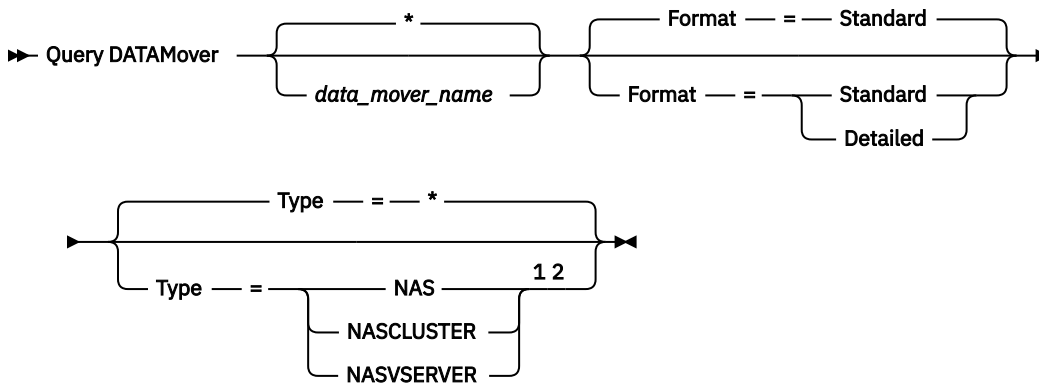 * Format = Standard
Query DATAMover
data_mover_name Format = Standard
Detailed
Type = *
1 2
Type = NAS
NASCLUSTER
NASVSERVER